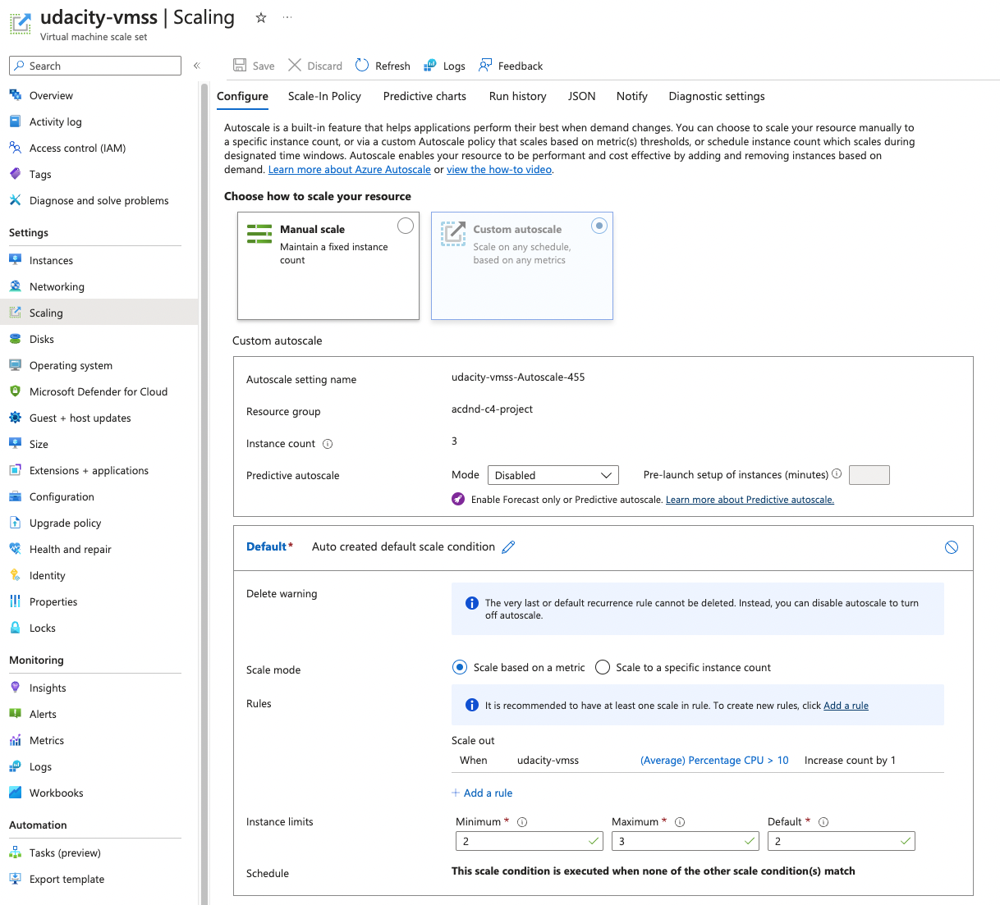 udacity-vmss | Scaling
Virtual machine scale set
Search
Save
Discard
Refresh
Logs
Feedback
Overview
Activity log
Access control (IAM)
Tags
Diagnose and solve problems
Settings
Instances
Networking
Scaling
Disks
Operating system
Microsoft Defender for Cloud
Guest + host updates
Size
Extensions + applications
Configuration
Upgrade policy
Health and repair
Identity
Properties
Locks
Monitoring
Insights
Alerts
Metrics
Logs
Workbooks
Automation
Tasks (preview)
Export template
Configure
Scale-In Policy
Predictive charts
Run history
JSON
Notify
Diagnostic settings
Autoscale is a built-in feature that helps applications perform their best when demand changes. You can choose to scale your resource manually to
a specific instance count, or via a custom Autoscale policy that scales based on metric(s) thresholds, or schedule instance count which scales during
designated time windows. Autoscale enables your resource to be performant and cost effective by adding and removing instances based on
demand. Learn more about Azure Autoscale or view the how-to video.
Choose how to scale your resource
Manual scale
Maintain a fixed instance
count
Custom autoscale
Scale on any schedule,
based on any metrics
Custom autoscale
Autoscale setting name
udacity-vmss-Autoscale-455
Resource group
acdnd-c4-project
Instance count
3
Predictive autoscale
Mode
Disabled
Pre-launch setup of instances (minutes)
Enable Forecast only or Predictive autoscale. Learn more about Predictive autoscale.
Default*
Auto created default scale condition
Delete warning
The very last or default recurrence rule cannot be deleted. Instead, you can disable autoscale to turn
off autoscale.
Scale mode
Scale based on a metric
Scale to a specific instance count
Rules
It is recommended to have at least one scale in rule. To create new rules, click Add a rule
Scale out
When
udacity-vmss
(Average) Percentage CPU > 10
Increase count by 1
+ Add a rule
Instance limits
Minimum *
Maximum *
Default *
2
3
2
Schedule
This scale condition is executed when none of the other scale condition(s) match